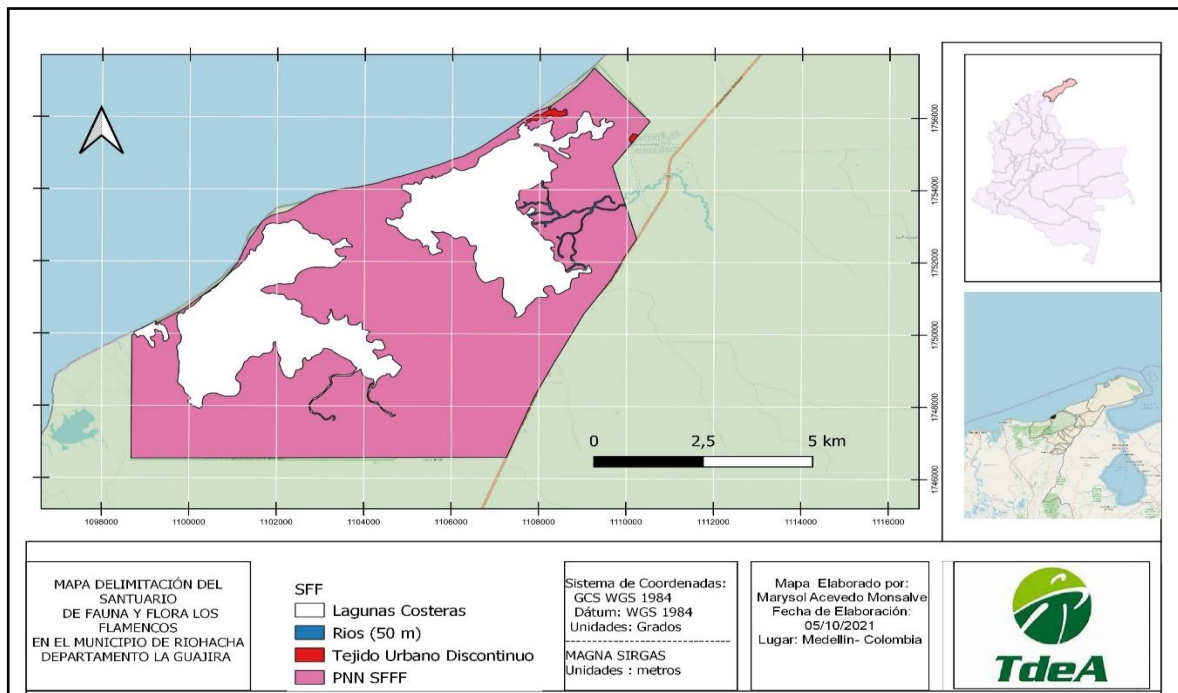 1756000
1754000
1752000
1750000
1748000
1746000
0 2,5 5 km
1098000 1100000 1102000 1104000 1106000 1108000 1110000 1112000 1114000 1116000
MAPA DELIMITACIÓN DEL
SANTUARIO
DE FAUNA Y FLORA LOS
FLAMENCOS
EN EL MUNICIPIO DE RIOHACHA
DEPARTAMENTO LA GUAJIRA
SFF
Lagunas Costeras
Rios (50 m)
Tejido Urbano Discontinuo
PNN SFFF
Sistema de Coordenadas:
GCS WGS 1984
Dátum: WGS 1984
Unidades: Grados
MAGNA SIRGAS
Unidades : metros
Mapa Elaborado por:
Marysol Acevedo Monsalve
Fecha de Elaboración:
05/10/2021
Lugar: Medellín- Colombia
TdeA